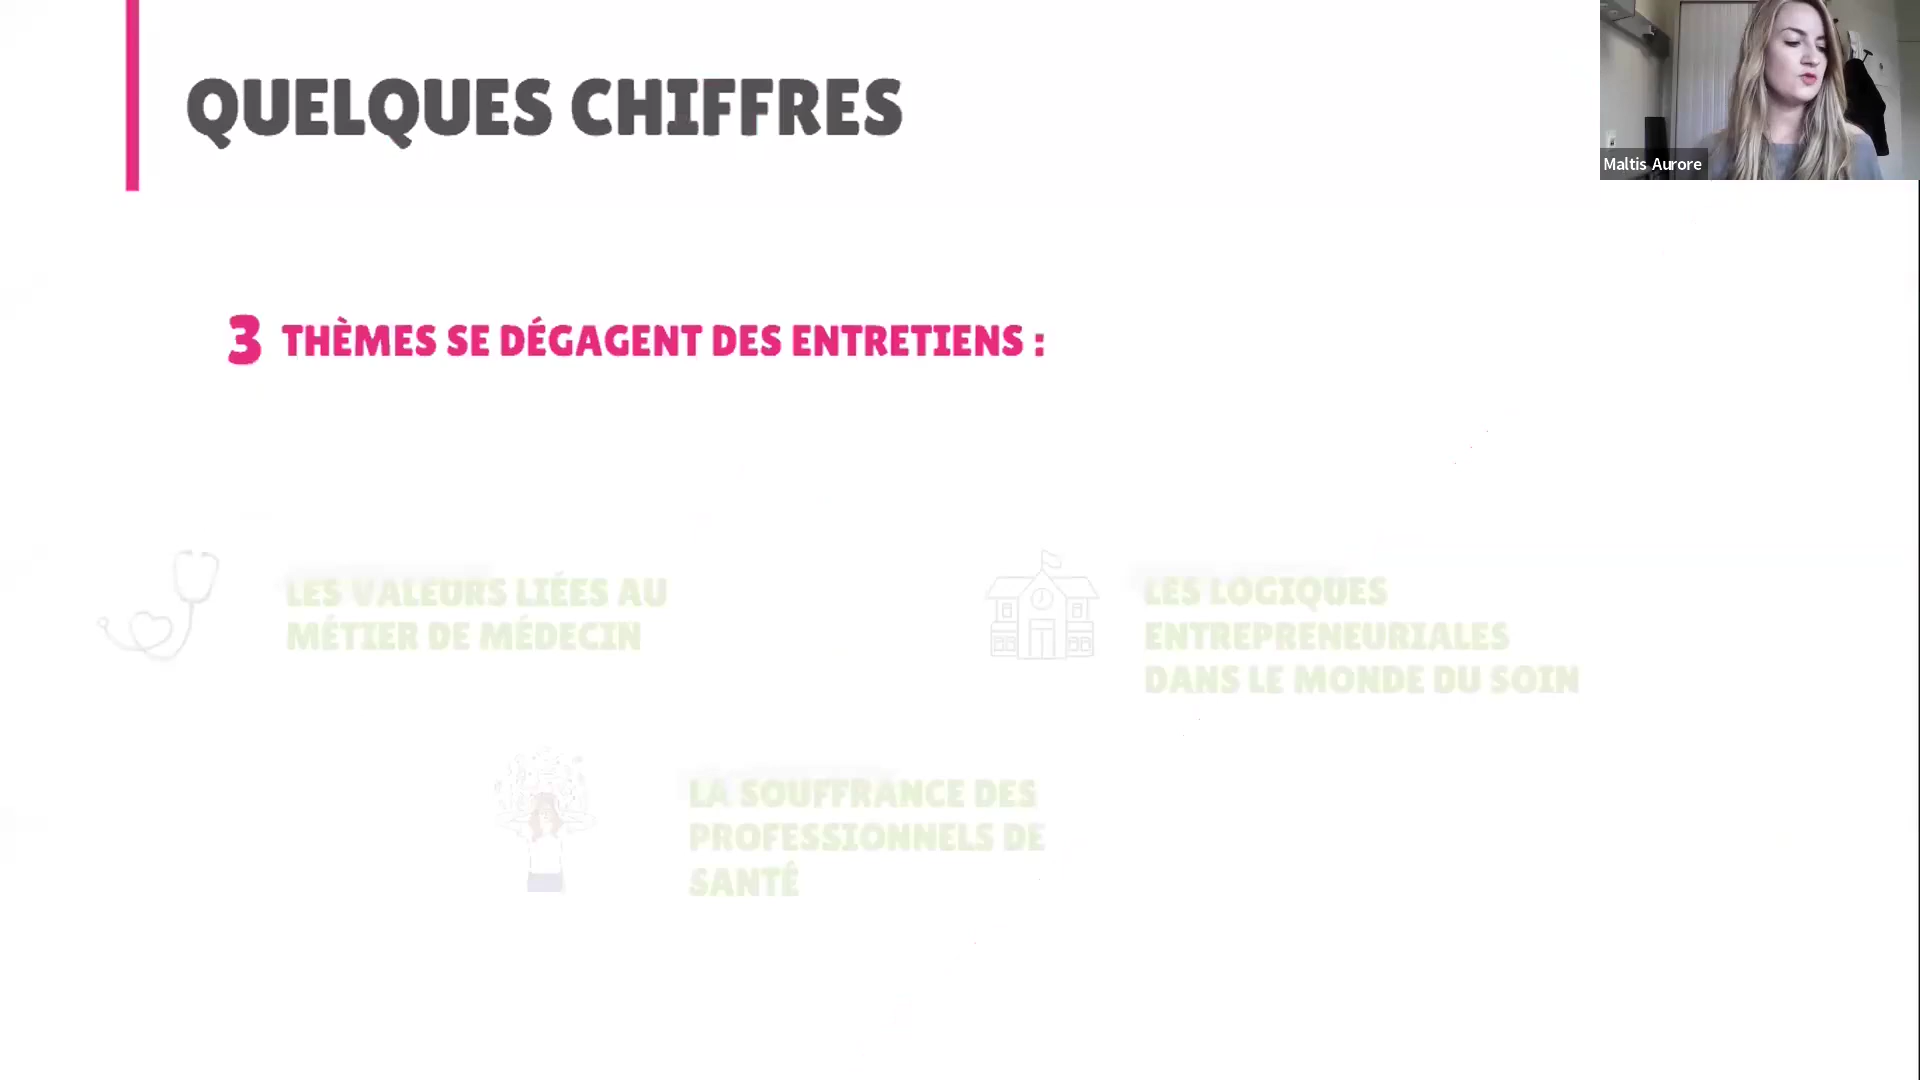 QUELQUES CHIFFRES
Maltis Aurore
3 THÈMES SE DÉGAGENT DES ENTRETIENS :
LES VALEURS LIÉES AU
MÉTIER DE MÉDECIN
LES LOGIQUES
ENTREPRENEURIALES
DANS LE MONDE DU SOIN
LA SOUFFRANCE DES
PROFESSIONNELS DE
SANTÉ